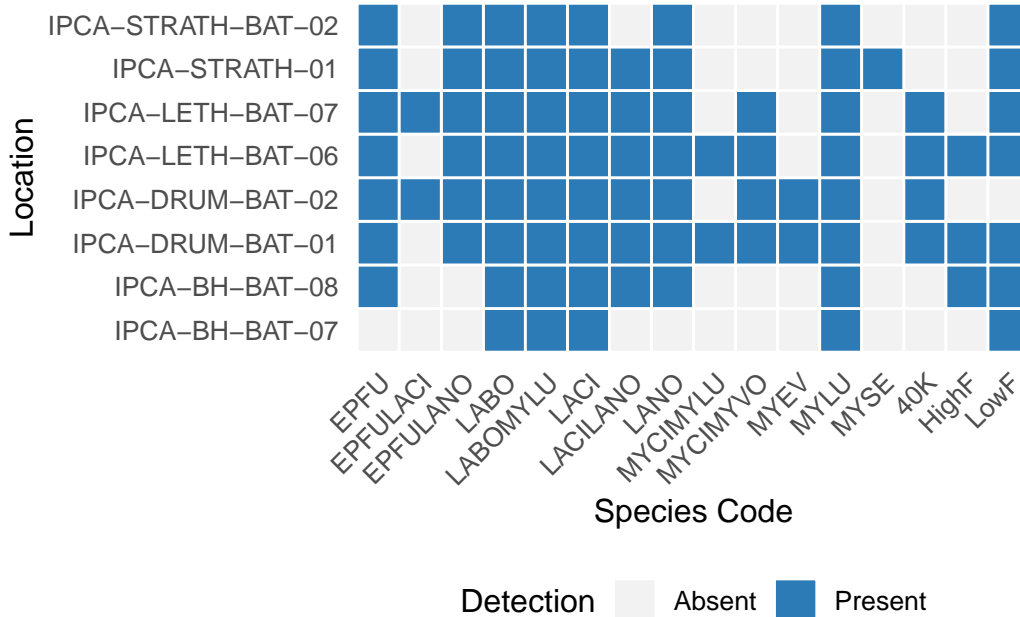 Location
IPCA−STRATH−BAT−02
IPCA−STRATH−01
IPCA−LETH−BAT−07
IPCA−LETH−BAT−06
IPCA−DRUM−BAT−02
IPCA−DRUM−BAT−01
IPCA−BH−BAT−08
IPCA−BH−BAT−07
EPFU
EPFULACI
EPFULANO
LABO
LABOMYLU
LACI
LACILANO
LANO
MYCIMYLU
MYCIMYVO
MYEV
MYLU
MYSE
40K
HighF
LowF
Species Code
Detection Absent Present